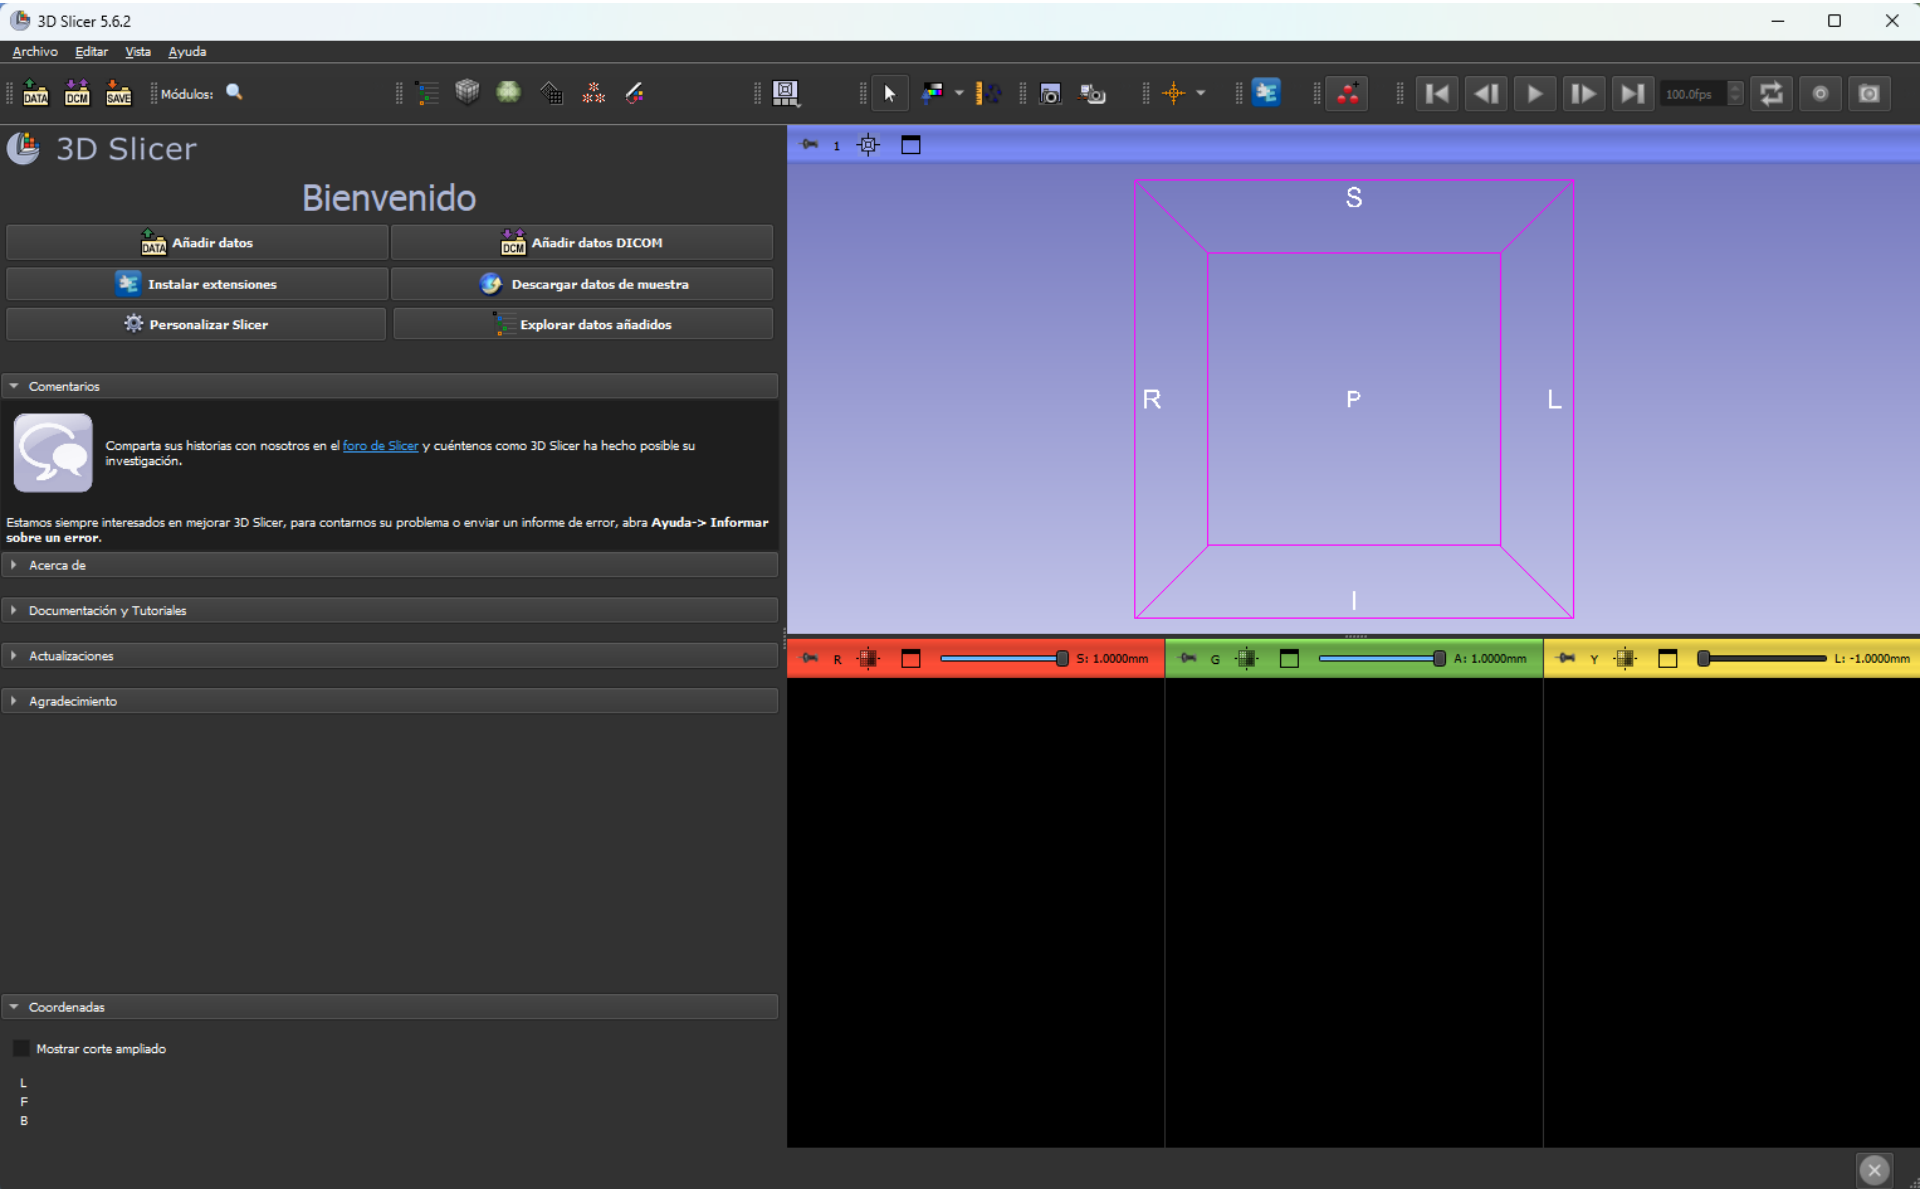 3D Slicer 5.6.2
Archivo Editar Vista Ayuda
DATA DCM SAVE Módulos: 100.0fps
3D Slicer
Bienvenido
DATA Añadir datos
DCM Añadir datos DICOM
Instalar extensiones
Descargar datos de muestra
Personalizar Slicer
Explorar datos añadidos
Comentarios
Comparta sus historias con nosotros en el foro de Slicer y cuéntenos como 3D Slicer ha hecho posible su
investigación.
Estamos siempre interesados en mejorar 3D Slicer, para contarnos su problema o enviar un informe de error, abra Ayuda-> Informar
sobre un error.
Acerca de
Documentación y Tutoriales
Actualizaciones
Agradecimiento
Coordenadas
Mostrar corte ampliado
L
F
B
1
S
R P L
I
R S: 1.0000mm
G A: 1.0000mm
Y L: -1.0000mm